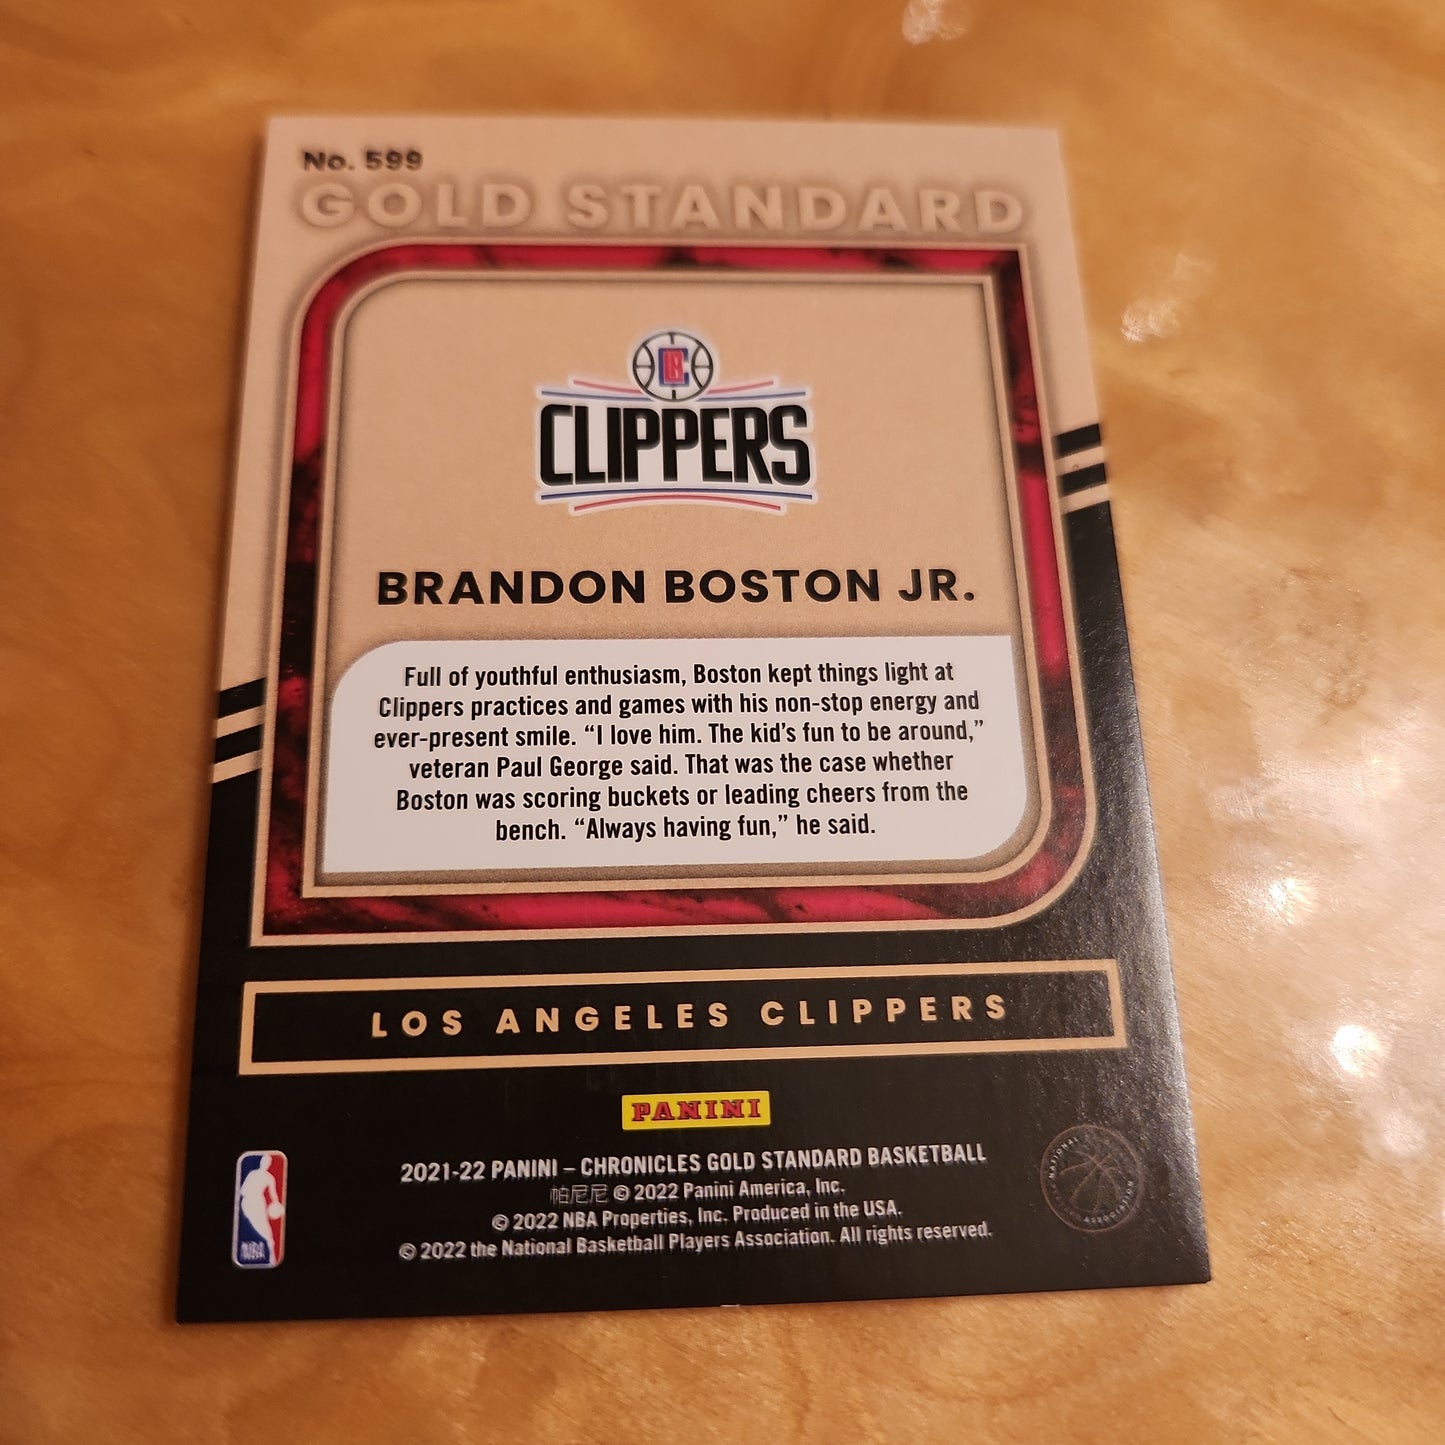 No. 599
GOLD STANDARD
CLIPPERS
BRANDON BOSTON JR.
Full of youthful enthusiasm, Boston kept things light at
Clippers practices and games with his non-stop energy and
ever-present smile. “I love him. The kid’s fun to be around,”
veteran Paul George said. That was the case whether
Boston was scoring buckets or leading cheers from the
bench. “Always having fun,” he said.
LOS ANGELES CLIPPERS
PANINI
2021-22 PANINI – CHRONICLES GOLD STANDARD BASKETBALL
帕尼尼 © 2022 Panini America, Inc.
© 2022 NBA Properties, Inc. Produced in the USA.
© 2022 the National Basketball Players Association. All rights reserved.
NBA
NATIONAL
ASSOCIATION